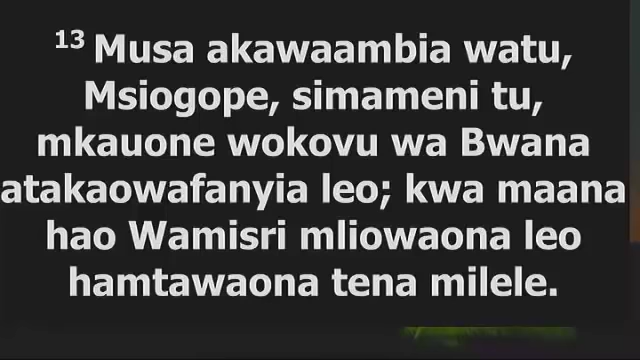 13 Musa akawaambia watu,
Msiogope, simameni tu,
mkauone wokovu wa Bwana
atakaowafanyia leo; kwa maana
hao Wamisri mliowaona leo
hamtawaona tena milele.